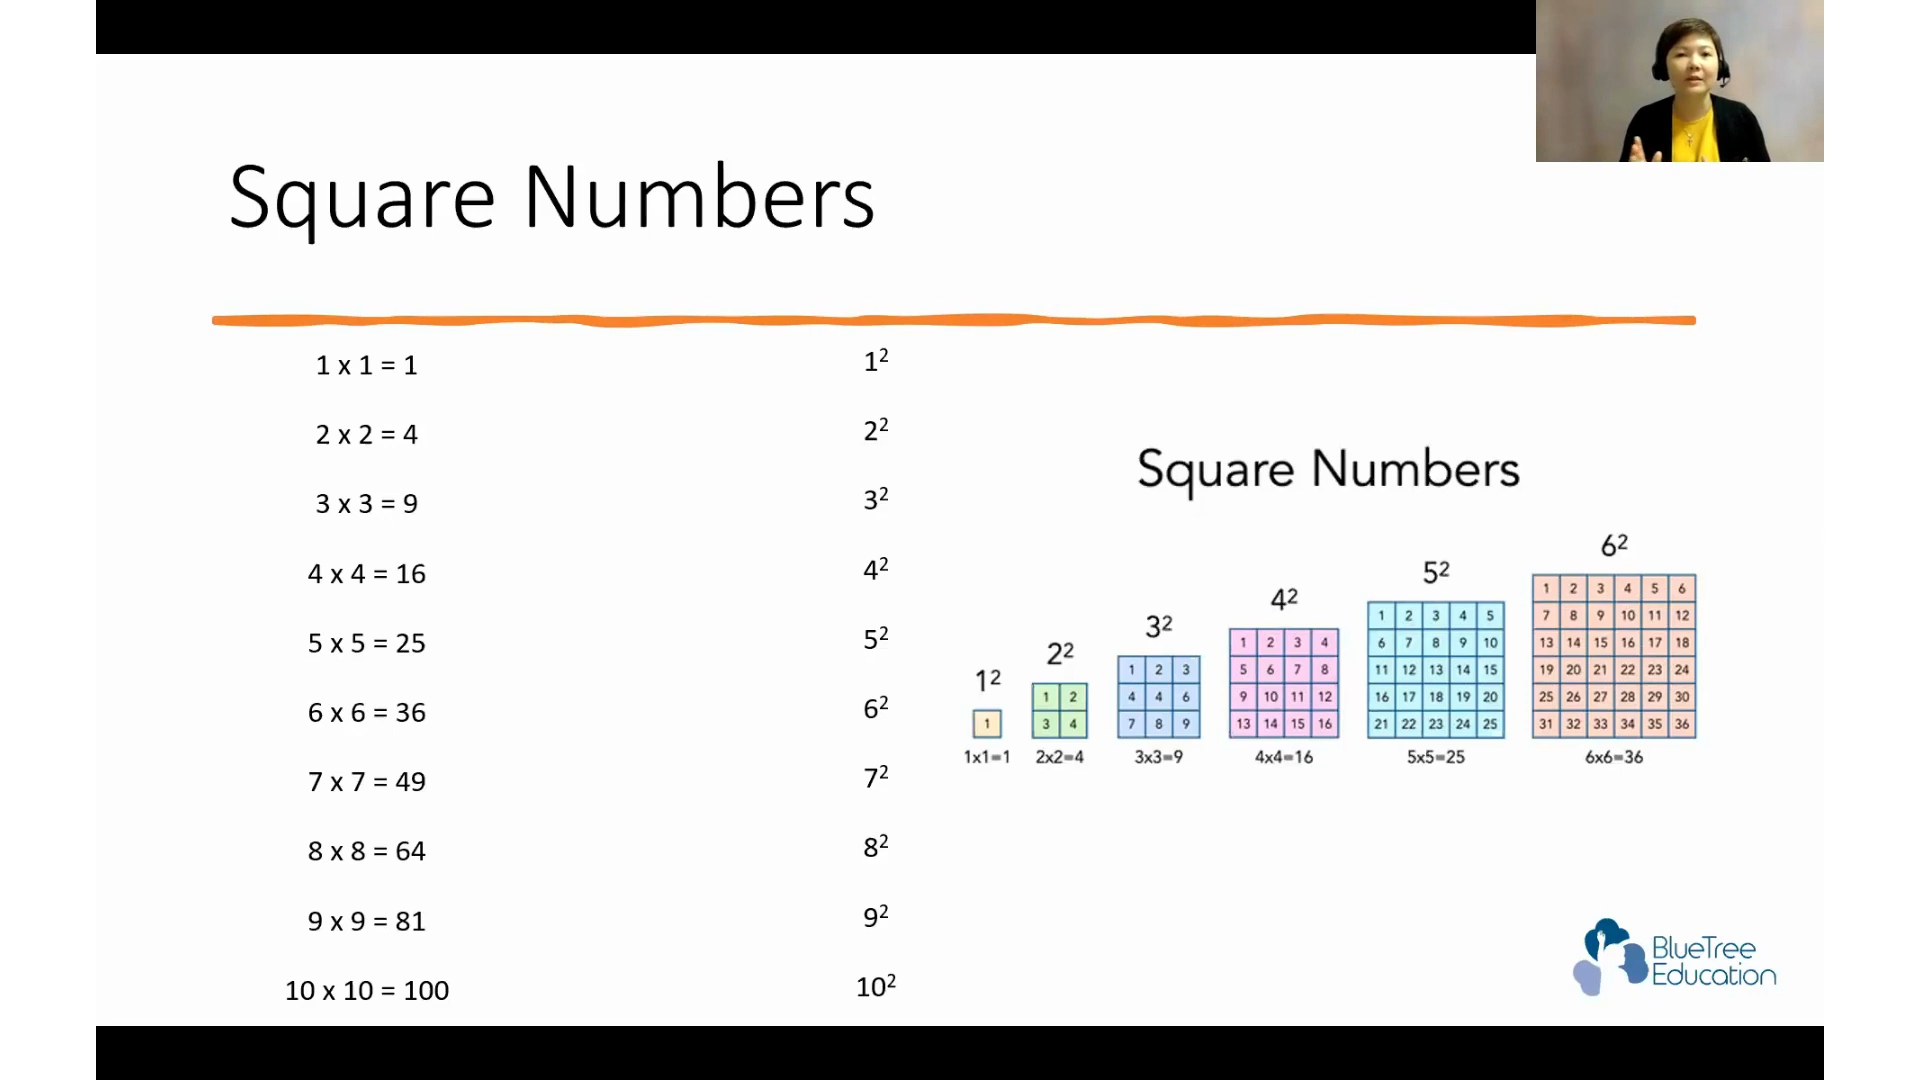 Square Numbers
1 x 1 = 1
1²
2 x 2 = 4
2²
3 x 3 = 9
3²
4 x 4 = 16
4²
5 x 5 = 25
5²
6 x 6 = 36
6²
7 x 7 = 49
7²
8 x 8 = 64
8²
9 x 9 = 81
9²
10 x 10 = 100
10²
Square Numbers
1²
1
1x1=1
2²
1 2
3 4
2x2=4
3²
1 2 3
4 4 6
7 8 9
3x3=9
4²
1 2 3 4
5 6 7 8
9 10 11 12
13 14 15 16
4x4=16
5²
1 2 3 4 5
6 7 8 9 10
11 12 13 14 15
16 17 18 19 20
21 22 23 24 25
5x5=25
6²
1 2 3 4 5 6
7 8 9 10 11 12
13 14 15 16 17 18
19 20 21 22 23 24
25 26 27 28 29 30
31 32 33 34 35 36
6x6=36
BlueTree
Education